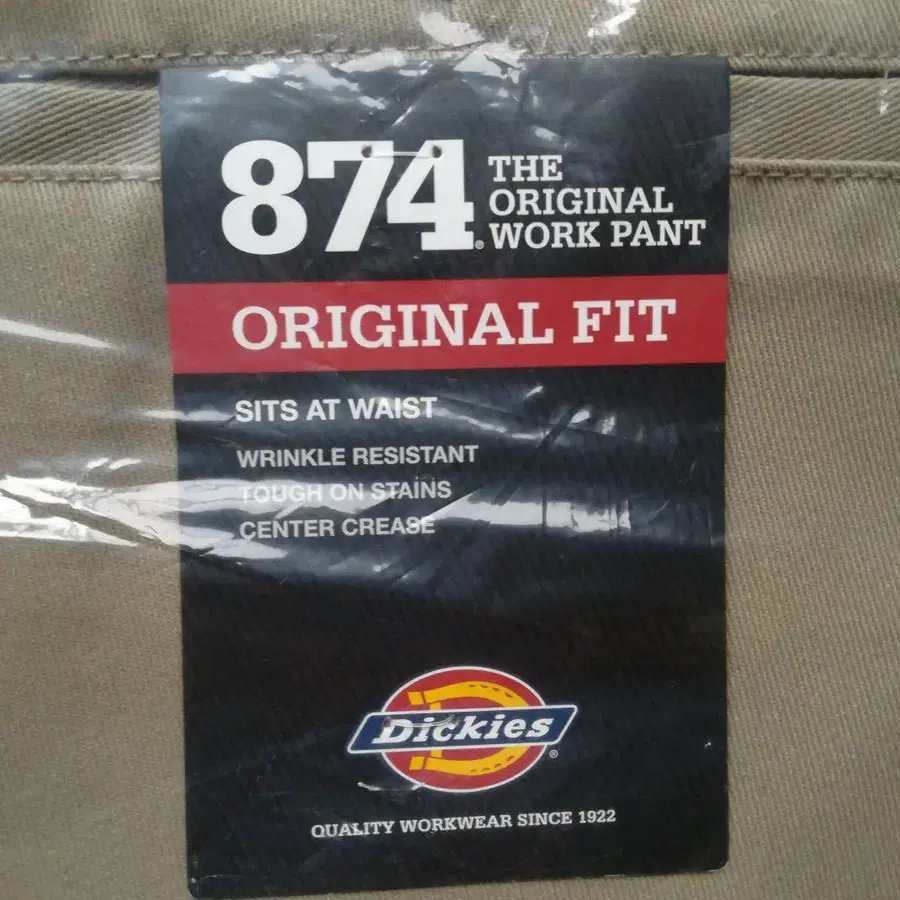 874® THE
ORIGINAL
WORK PANT
ORIGINAL FIT
SITS AT WAIST
WRINKLE RESISTANT
TOUGH ON STAINS
CENTER CREASE
Dickies®
QUALITY WORKWEAR SINCE 1922